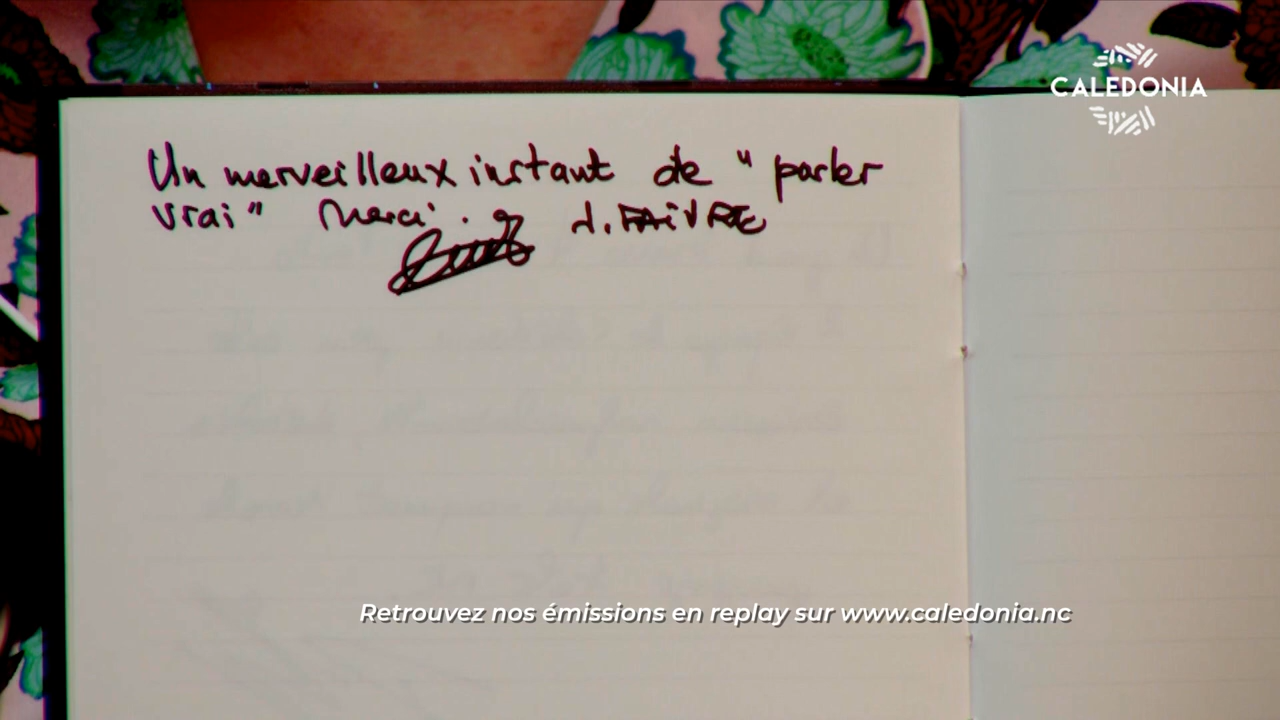 CALEDONIA
Un merveilleux instant de "parler
vrai" Merci. J. FAIVRE
Retrouvez nos émissions en replay sur www.caledonia.nc